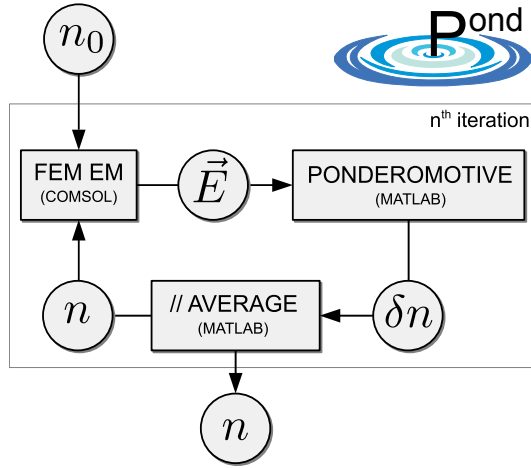 n₀
Pond
nᵗʰ iteration
FEM EM
(COMSOL)
E⃗
PONDEROMOTIVE
(MATLAB)
n
// AVERAGE
(MATLAB)
δn
n